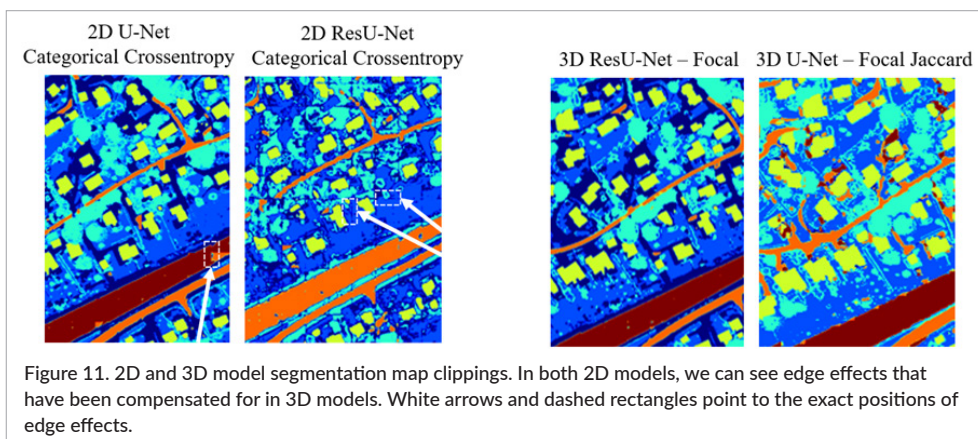 2D U-Net
Categorical Crossentropy
2D ResU-Net
Categorical Crossentropy
3D ResU-Net – Focal
3D U-Net – Focal Jaccard
Figure 11. 2D and 3D model segmentation map clippings. In both 2D models, we can see edge effects that
have been compensated for in 3D models. White arrows and dashed rectangles point to the exact positions of
edge effects.